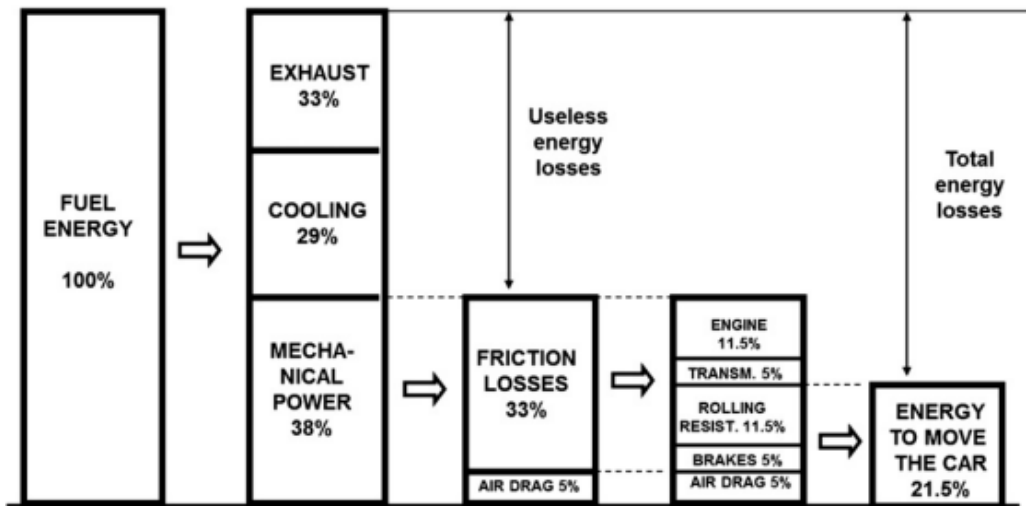 FUEL
ENERGY
100%
EXHAUST
33%
COOLING
29%
MECHA-
NICAL
POWER
38%
Useless
energy
losses
FRICTION
LOSSES
33%
AIR DRAG 5%
ENGINE
11.5%
TRANSM. 5%
ROLLING
RESIST. 11.5%
BRAKES 5%
AIR DRAG 5%
Total
energy
losses
ENERGY
TO MOVE
THE CAR
21.5%